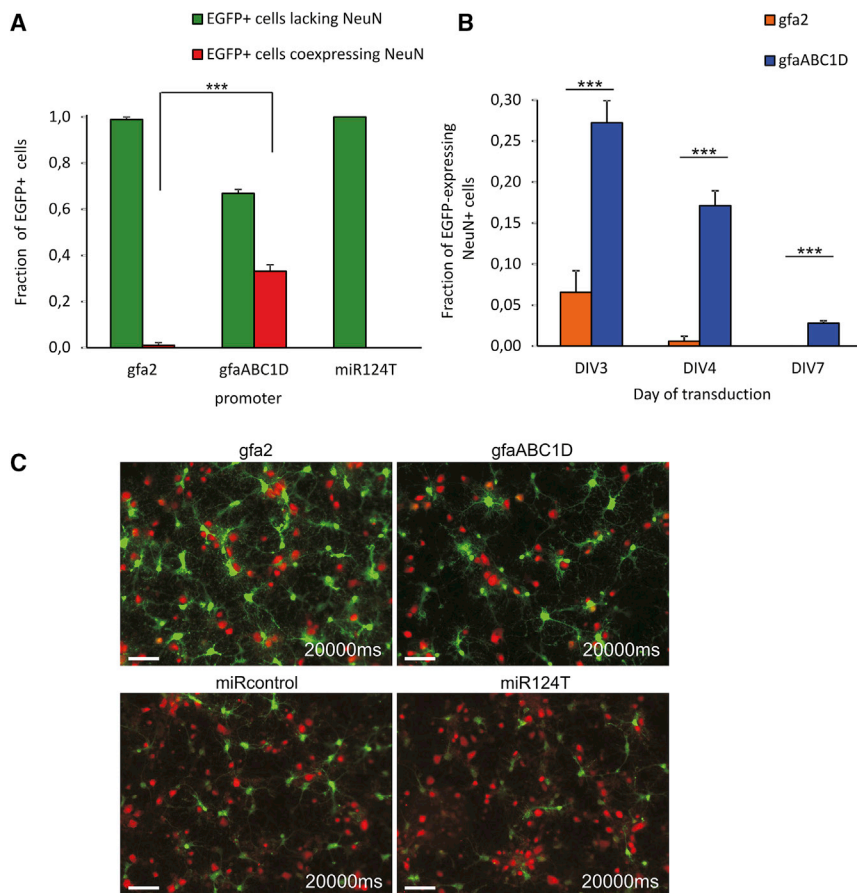 A
EGFP+ cells lacking NeuN
EGFP+ cells coexpressing NeuN
***
Fraction of EGFP+ cells
1,0
0,8
0,6
0,4
0,2
0,0
gfa2
gfaABC1D
miR124T
promoter
B
gfa2
gfaABC1D
***
***
***
Fraction of EGFP-expressing
NeuN+ cells
0,30
0,25
0,20
0,15
0,10
0,05
0,00
DIV3
DIV4
DIV7
Day of transduction
C
gfa2
gfaABC1D
20000ms
20000ms
miRcontrol
miR124T
20000ms
20000ms